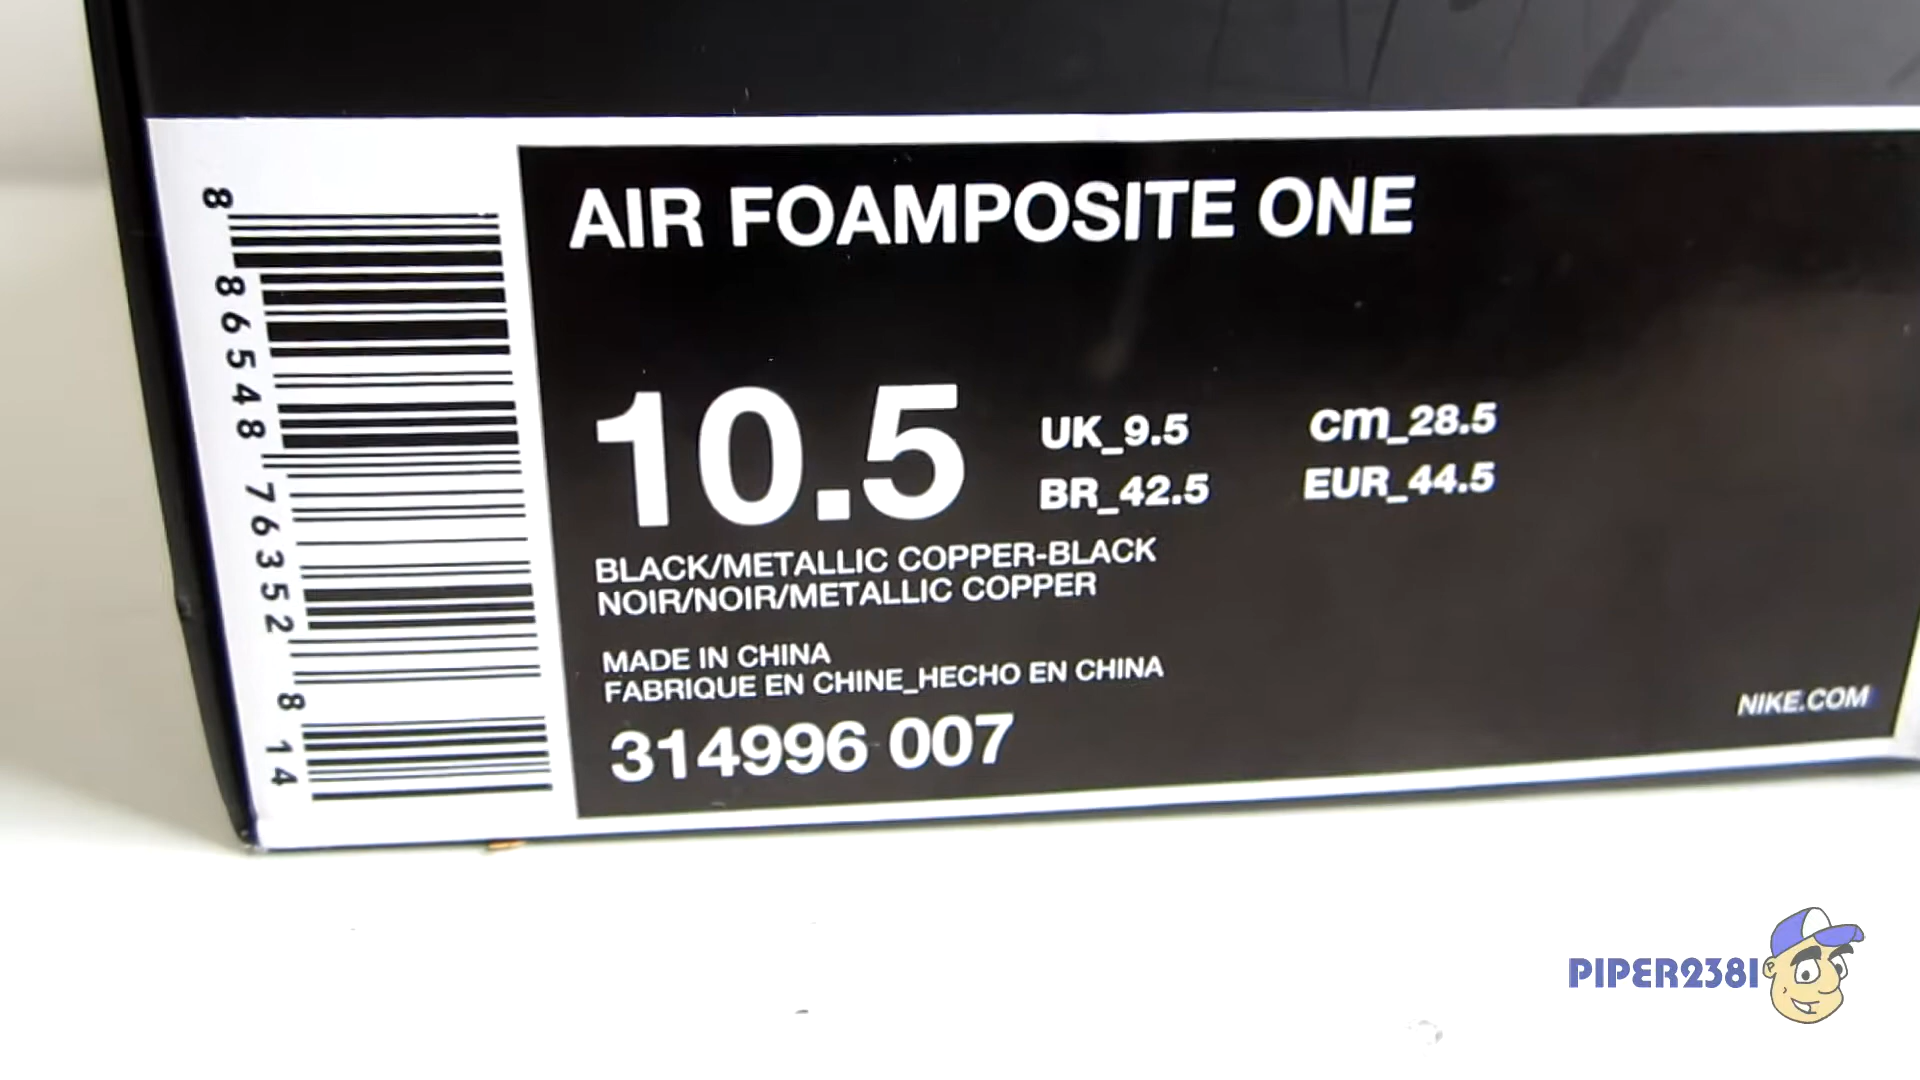 8 86548 76352 8 14
AIR FOAMPOSITE ONE
10.5
UK_9.5 cm_28.5
BR_42.5 EUR_44.5
BLACK/METALLIC COPPER-BLACK
NOIR/NOIR/METALLIC COPPER
MADE IN CHINA
FABRIQUE EN CHINE_HECHO EN CHINA
314996 007
NIKE.COM
PIPER2381